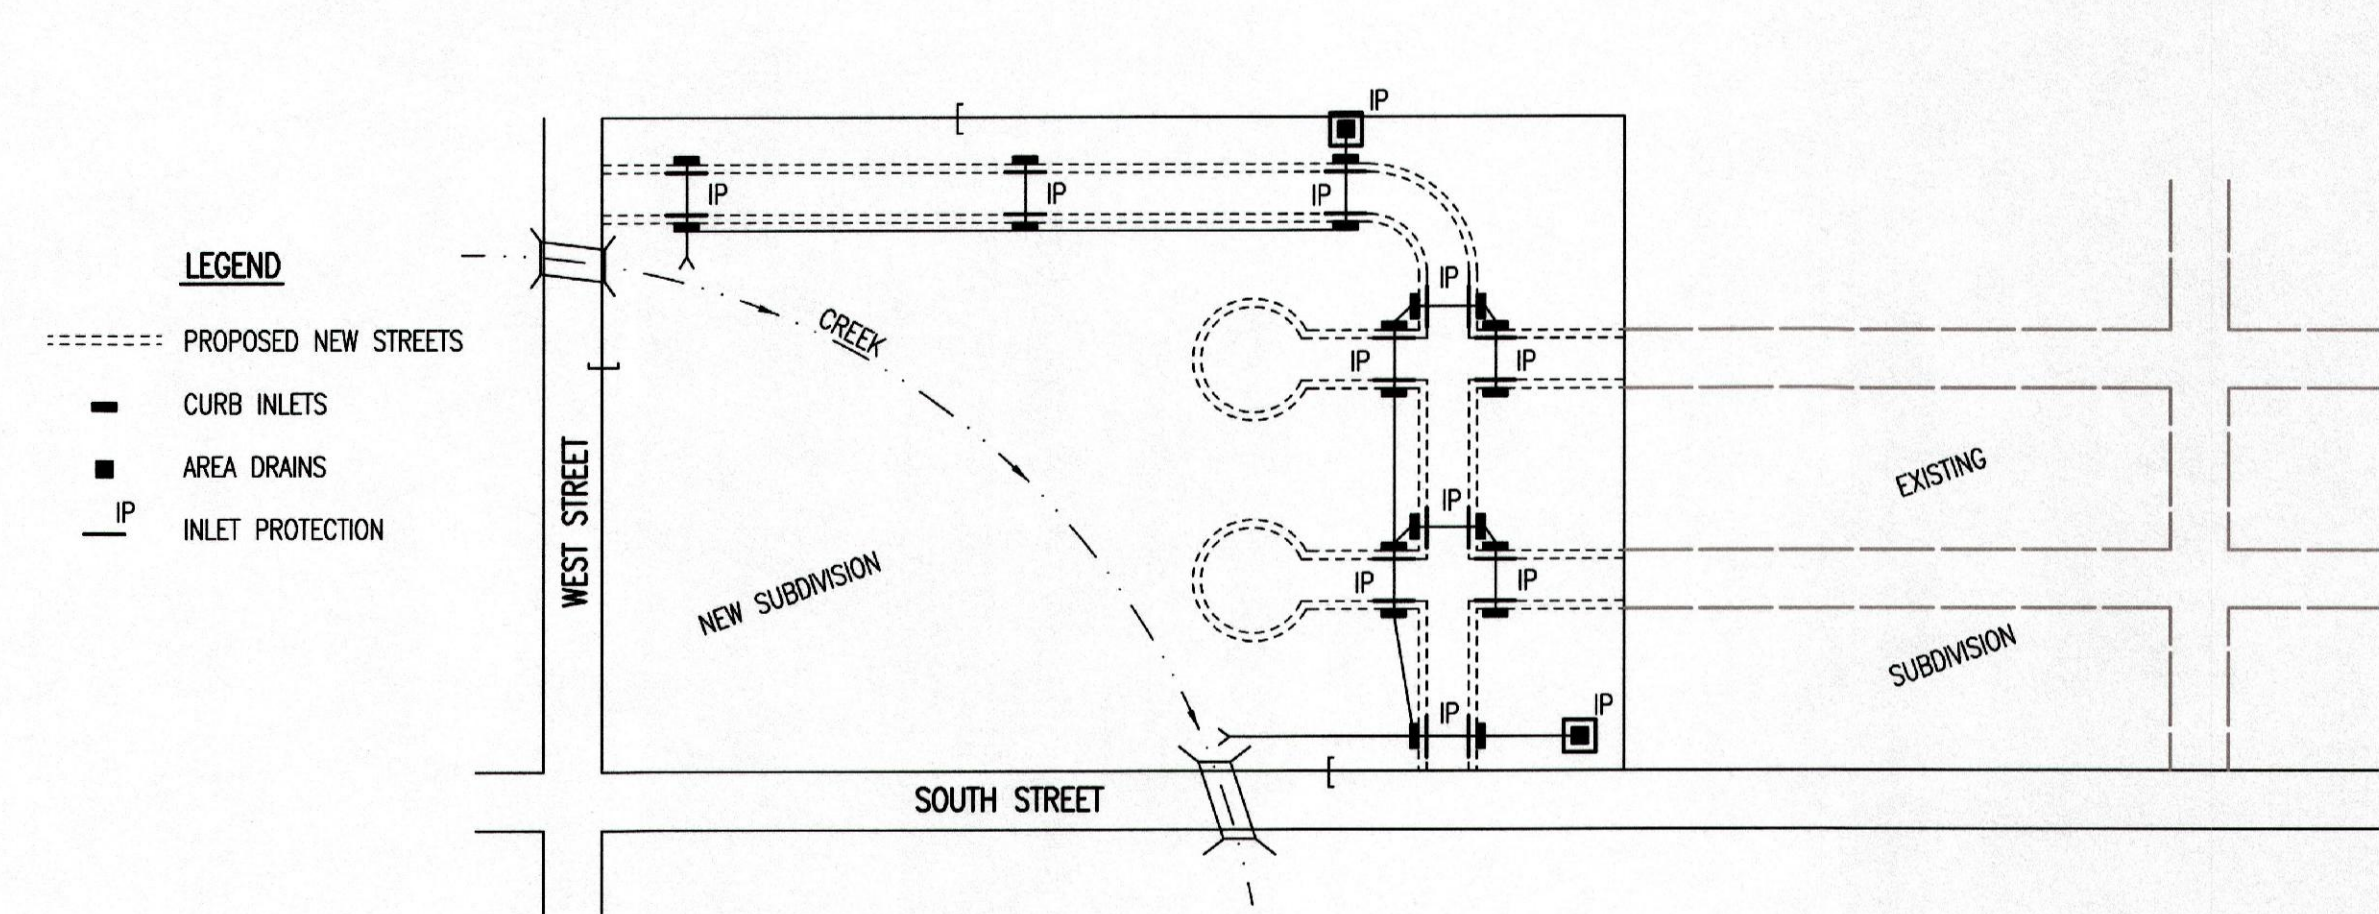 LEGEND
PROPOSED NEW STREETS
CURB INLETS
AREA DRAINS
IP
INLET PROTECTION
WEST STREET
IP
IP
IP
IP
CREEK
IP
IP
IP
NEW SUBDIVISION
IP
IP
IP
IP
IP
SOUTH STREET
EXISTING
SUBDIVISION